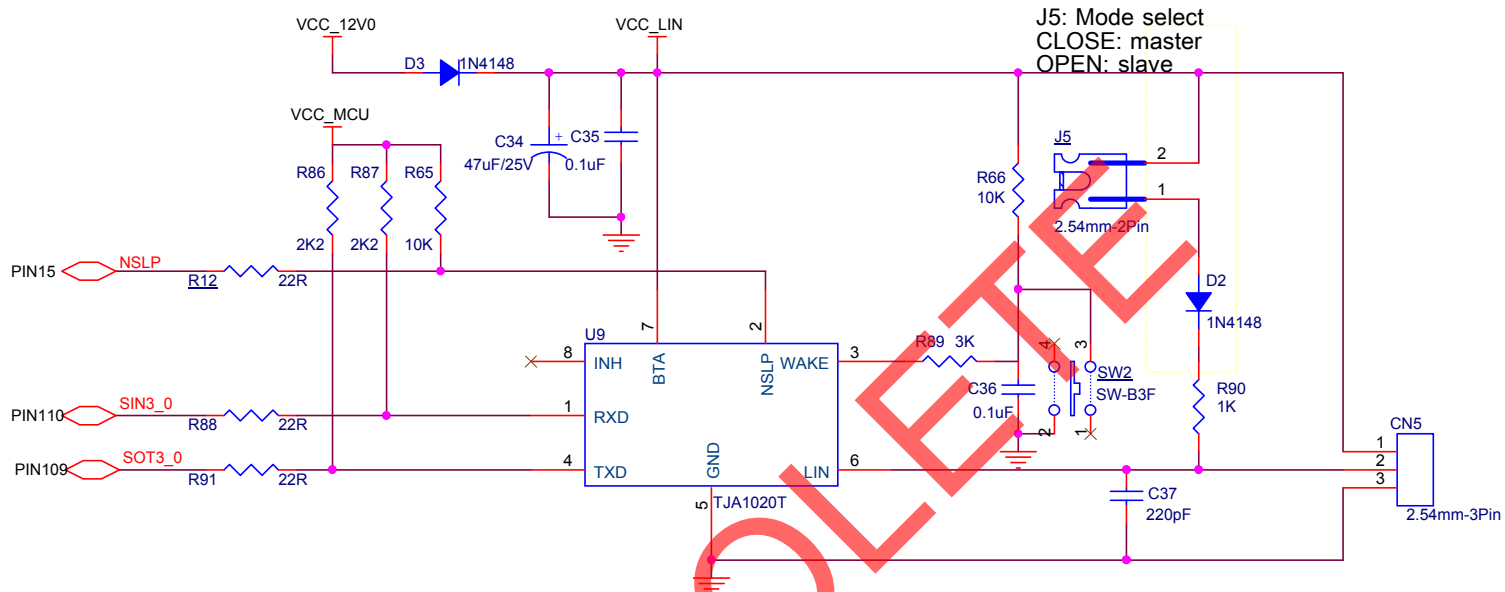 J5: Mode select
CLOSE: master
OPEN: slave
VCC_12V0
VCC_LIN
D3
1N4148
VCC_MCU
C34
+
47uF/25V
C35
0.1uF
R86
R87
R65
2K2
2K2
10K
R66
10K
J5
2
1
2.54mm-2Pin
PIN15
NSLP
R12
22R
D2
1N4148
U9
7
2
8
INH
BTA
NSLP
WAKE
3
R89 3K
4
3
SW2
SW-B3F
C36
0.1uF
2
1
R90
1K
PIN110
SIN3_0
R88
22R
1
RXD
PIN109
SOT3_0
R91
22R
4
TXD
GND
LIN
6
5
TJA1020T
C37
220pF
CN5
1
2
3
2.54mm-3Pin
OLETE